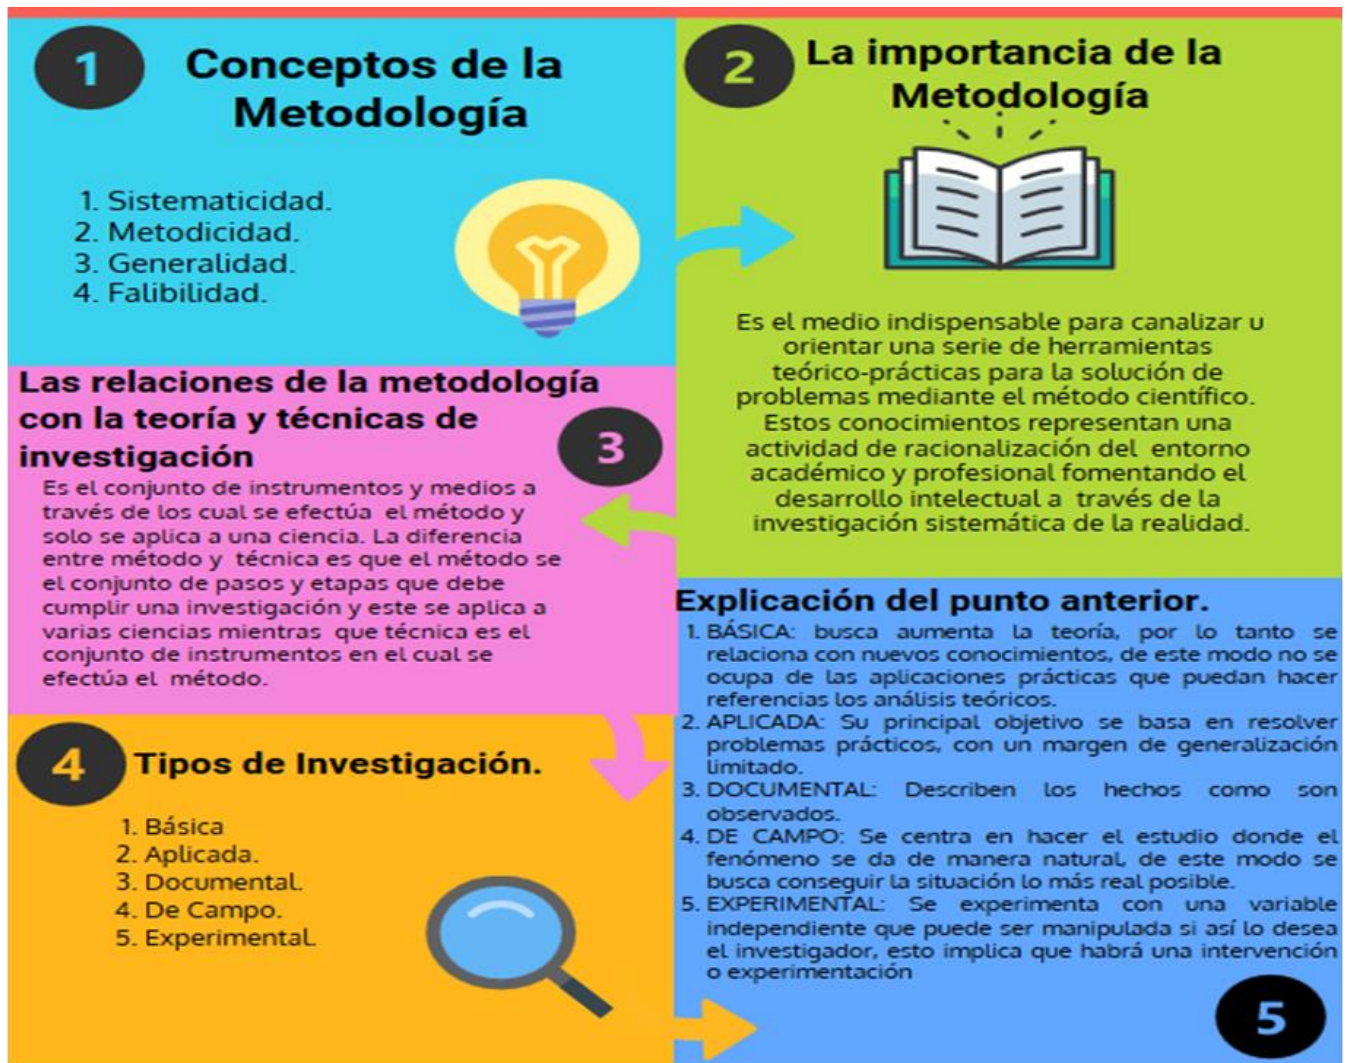 1
Conceptos de la
Metodología
1. Sistematicidad.
2. Metodicidad.
3. Generalidad.
4. Falibilidad.
2
La importancia de la
Metodología
Es el medio indispensable para canalizar u
orientar una serie de herramientas
teórico-prácticas para la solución de
problemas mediante el método científico.
Estos conocimientos representan una
actividad de racionalización del entorno
académico y profesional fomentando el
desarrollo intelectual a través de la
investigación sistemática de la realidad.
Las relaciones de la metodología
con la teoría y técnicas de
investigación
3
Es el conjunto de instrumentos y medios a
través de los cual se efectúa el método y
solo se aplica a una ciencia. La diferencia
entre método y técnica es que el método se
el conjunto de pasos y etapas que debe
cumplir una investigación y este se aplica a
varias ciencias mientras que técnica es el
conjunto de instrumentos en el cual se
efectúa el método.
4
Tipos de Investigación.
1. Básica
2. Aplicada.
3. Documental.
4. De Campo.
5. Experimental.
Explicación del punto anterior.
1. BÁSICA: busca aumenta la teoría, por lo tanto se
relaciona con nuevos conocimientos, de este modo no se
ocupa de las aplicaciones prácticas que puedan hacer
referencias los análisis teóricos.
2. APLICADA: Su principal objetivo se basa en resolver
problemas prácticos, con un margen de generalización
limitado.
3. DOCUMENTAL: Describen los hechos como son
observados.
4. DE CAMPO: Se centra en hacer el estudio donde el
fenómeno se da de manera natural, de este modo se
busca conseguir la situación lo más real posible.
5. EXPERIMENTAL: Se experimenta con una variable
independiente que puede ser manipulada si así lo desea
el investigador, esto implica que habrá una intervención
o experimentación
5